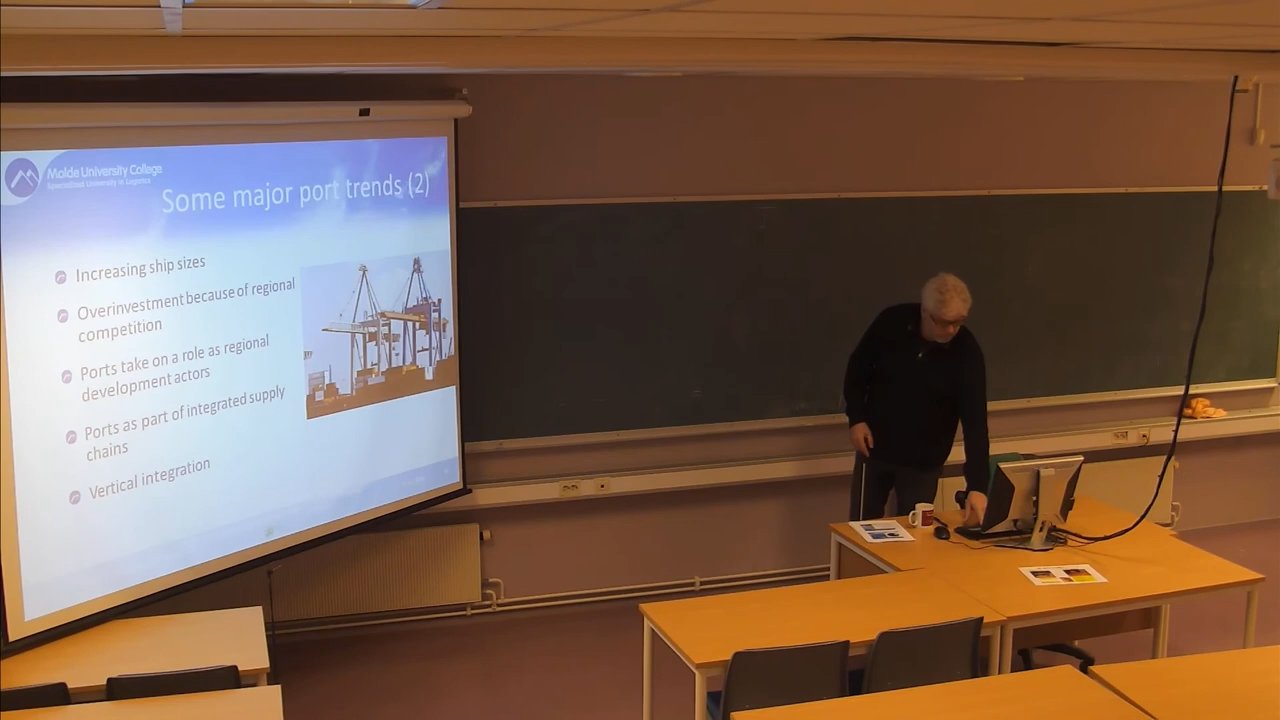 Molde University College
Specialized University in Logistics
Some major port trends (2)
Increasing ship sizes
Overinvestment because of regional
competition
Ports take on a role as regional
development actors
Ports as part of integrated supply
chains
Vertical integration